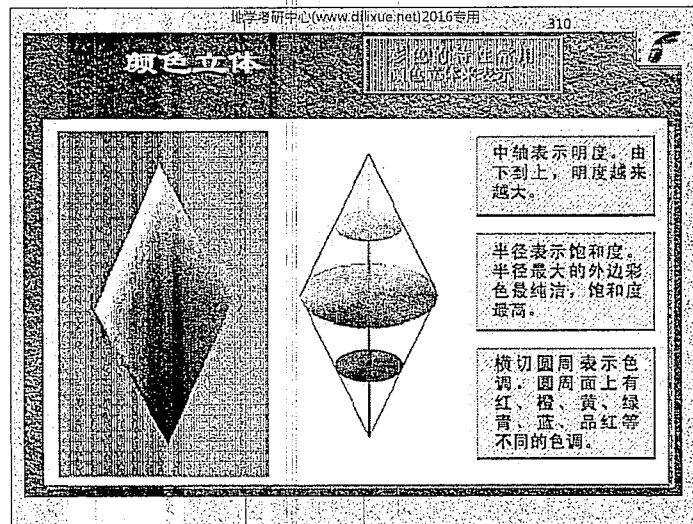 地学考研中心(www.dilixue.net)2016专用
310
颜色立体
中轴表示明度。由
下到上，明度越来
越大。
半径表示饱和度。
半径最大的外边彩
色最纯洁，饱和度
最高。
横切圆周表示色
调。圆周面上有
红、橙、黄、绿
青、蓝、品红等
不同的色调。